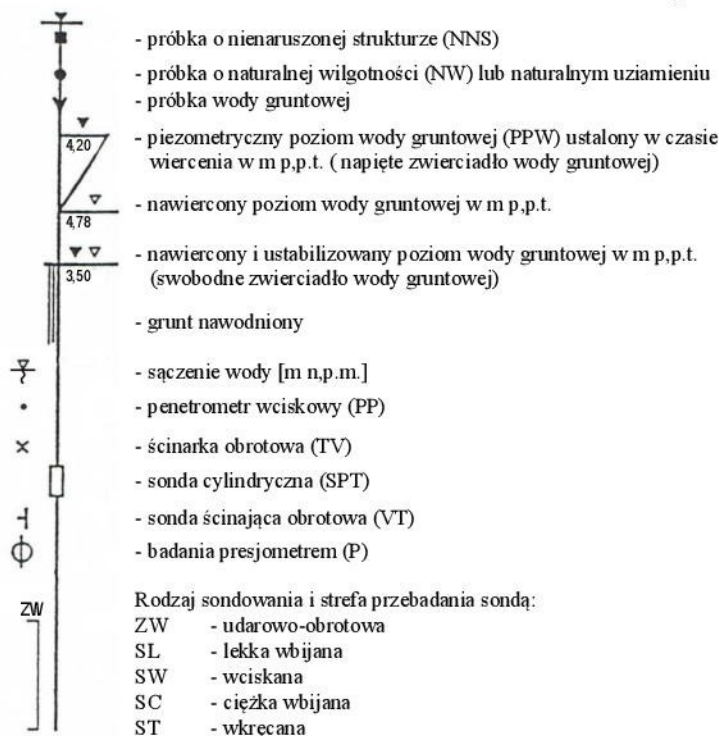 - próbka o nienaruszonej strukturze (NNS)
- próbka o naturalnej wilgotności (NW) lub naturalnym uziarnieniu
- próbka wody gruntowej
4,20
- piezometryczny poziom wody gruntowej (PPW) ustalony w czasie
wiercenia w m p,p.t. ( napięte zwierciadło wody gruntowej)
4,78
- nawiercony poziom wody gruntowej w m p,p.t.
3,50
- nawiercony i ustabilizowany poziom wody gruntowej w m p,p.t.
(swobodne zwierciadło wody gruntowej)
- grunt nawodniony
- sączenie wody [m n,p.m.]
- penetrometr wciskowy (PP)
- ścinarka obrotowa (TV)
- sonda cylindryczna (SPT)
- sonda ścinająca obrotowa (VT)
- badania presjometrem (P)
ZW
Rodzaj sondowania i strefa przebadania sondą:
ZW - udarowo-obrotowa
SL - lekka wbijana
SW - wciskana
SC - ciężka wbijana
ST - wkręcana